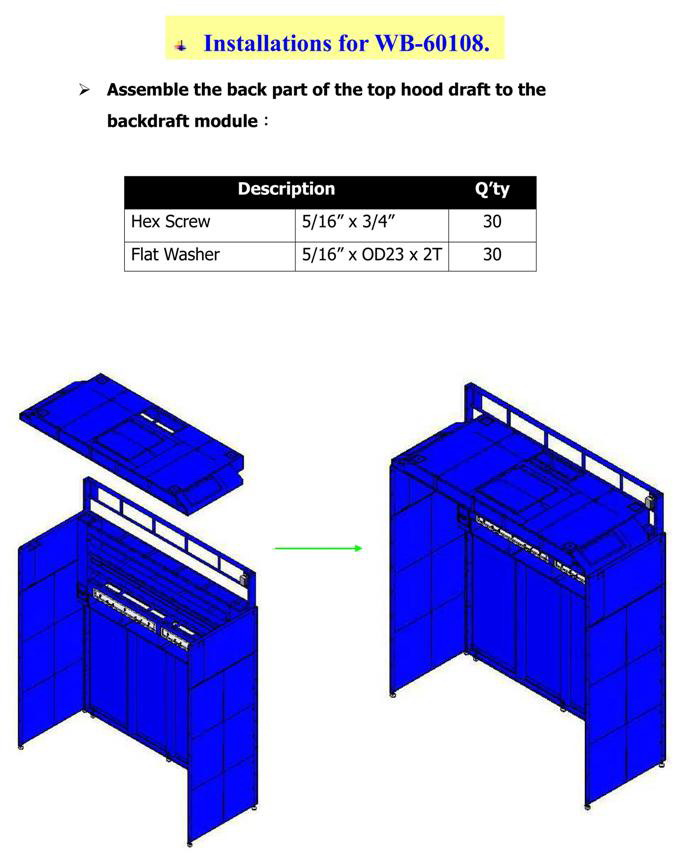 Installations for WB-60108.
➢ Assemble the back part of the top hood draft to the
backdraft module：
Description Q’ty
Hex Screw 5/16” x 3/4” 30
Flat Washer 5/16” x OD23 x 2T 30